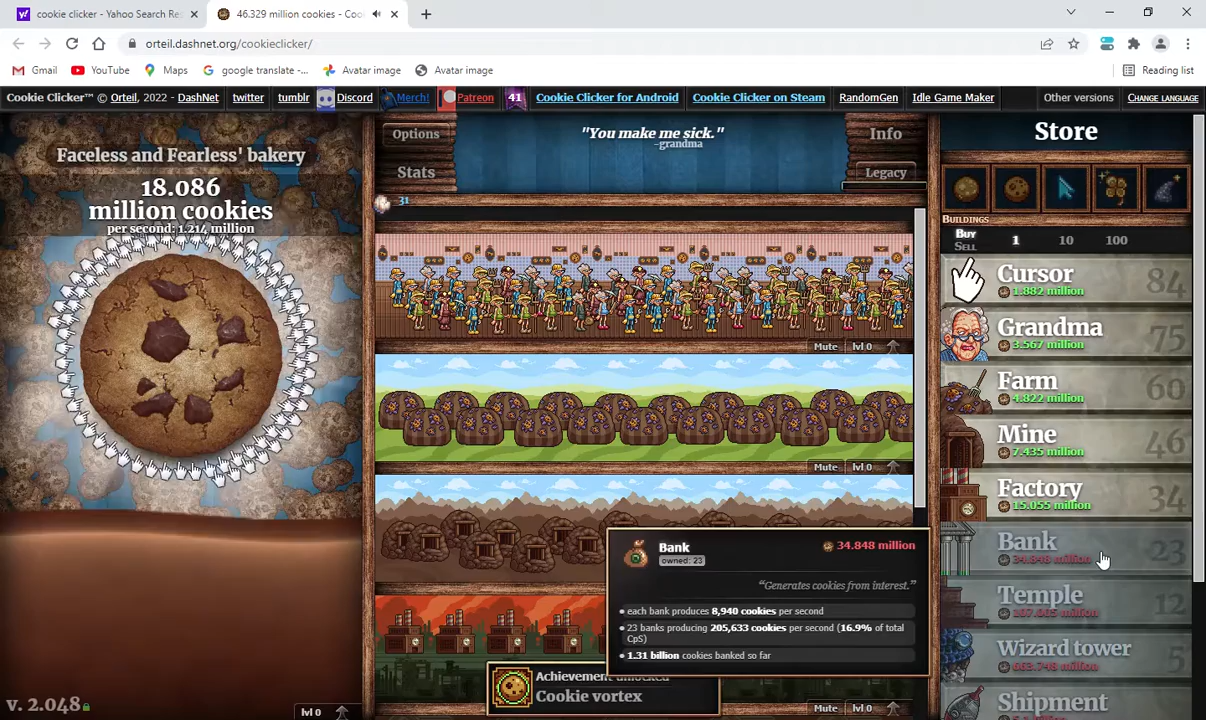 cookie clicker - Yahoo Search Re
46.329 million cookies - Coo
orteil.dashnet.org/cookieclicker/
Gmail
YouTube
Maps
google translate -...
Avatar image
Avatar image
Reading list
Cookie Clicker™ © Orteil, 2022 - DashNet
twitter
tumblr
Discord
Merch!
Patreon
41
Cookie Clicker for Android
Cookie Clicker on Steam
RandomGen
Idle Game Maker
Other versions
Change language
Faceless and Fearless' bakery
18.086
million cookies
per second: 1.214 million
v. 2.048
lvl 0
Options
Stats
"You make me sick."
-grandma
Info
Legacy
31
Mute
lvl 0
Mute
lvl 0
Bank
owned: 23
34.848 million
“Generates cookies from interest.”
each bank produces 8,940 cookies per second
23 banks producing 205,633 cookies per second (16.9% of total
CpS)
1.31 billion cookies banked so far
Achievement unlocked
Cookie vortex
Mute
lvl 0
Store
Buildings
Buy
Sell
1
10
100
Cursor
1.882 million
84
Grandma
3.567 million
75
Farm
4.822 million
60
Mine
7.435 million
46
Factory
15.055 million
34
Bank
34.848 million
23
Temple
12
Wizard tower
663.748 million
5
Shipment